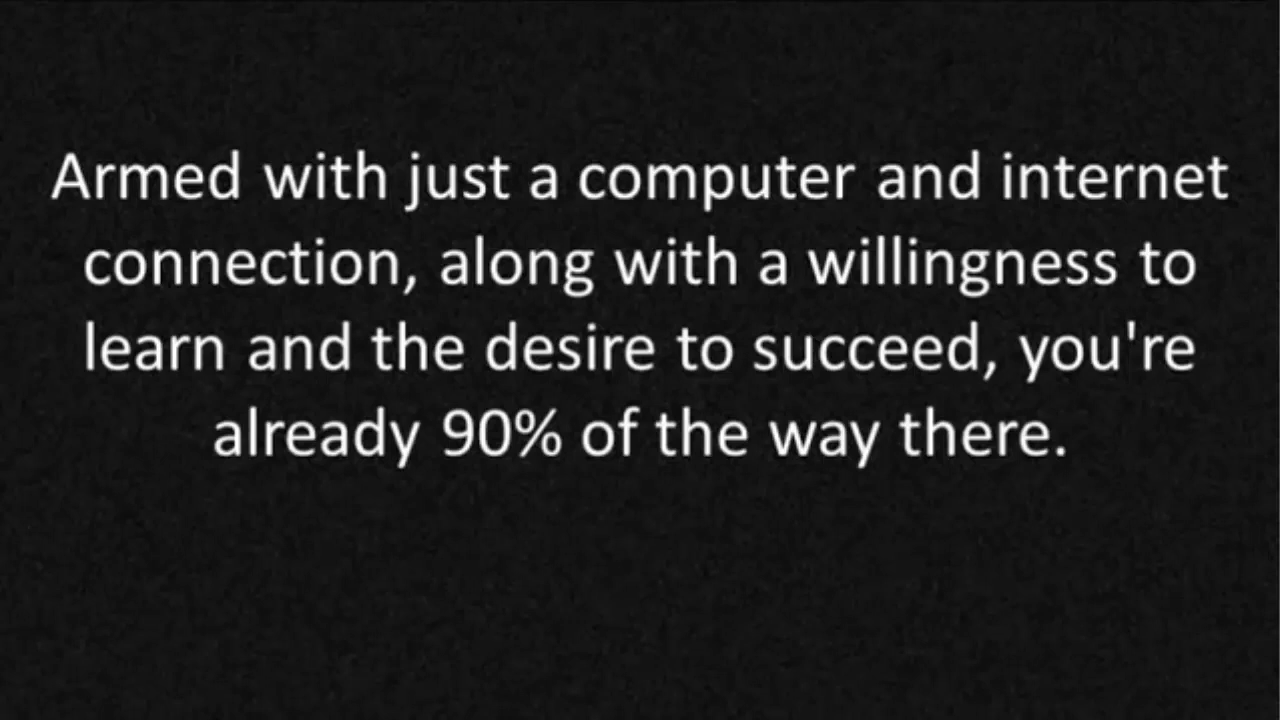 Armed with just a computer and internet
connection, along with a willingness to
learn and the desire to succeed, you're
already 90% of the way there.